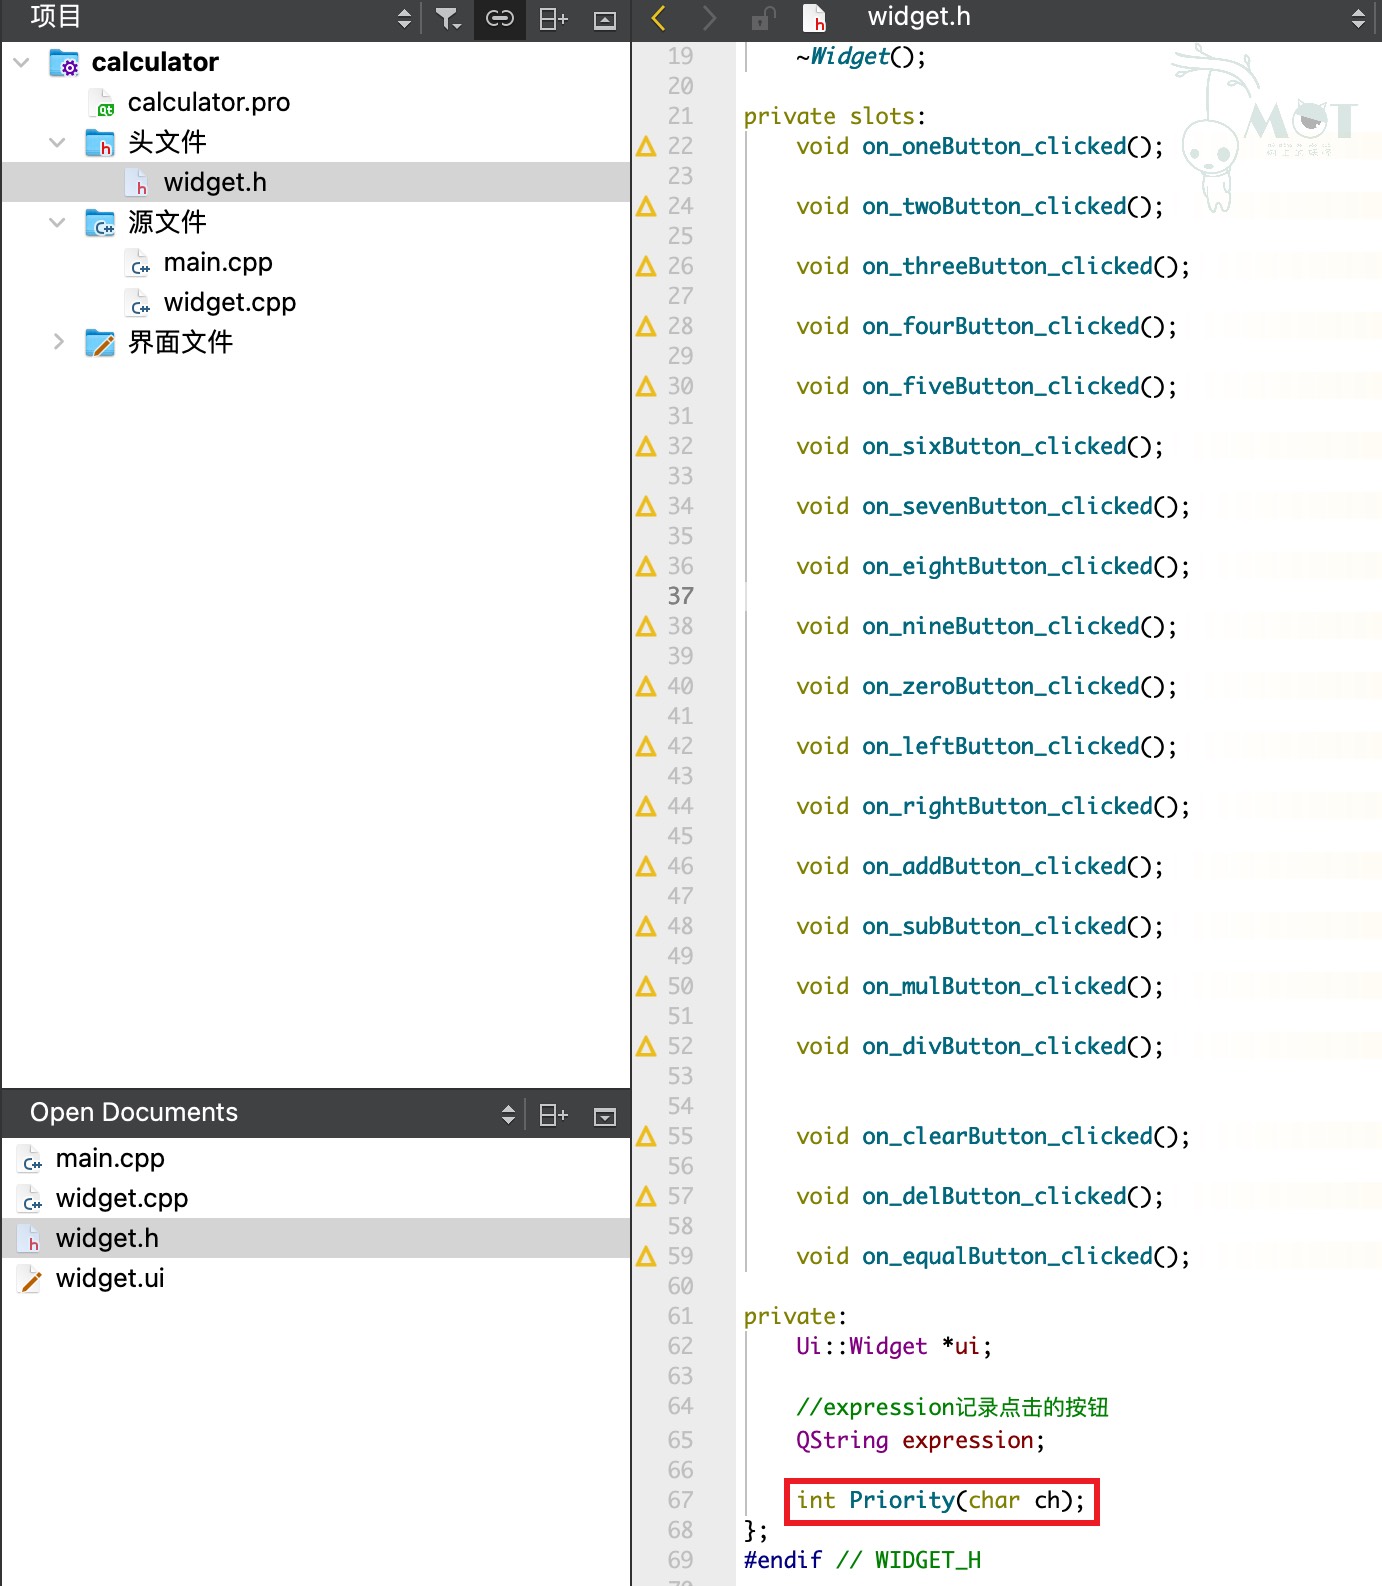 项目
calculator
calculator.pro
头文件
widget.h
源文件
main.cpp
widget.cpp
界面文件
Open Documents
main.cpp
widget.cpp
widget.h
widget.ui
widget.h
19 ~Widget();
20
21 private slots:
22 void on_oneButton_clicked();
23
24 void on_twoButton_clicked();
25
26 void on_threeButton_clicked();
27
28 void on_fourButton_clicked();
29
30 void on_fiveButton_clicked();
31
32 void on_sixButton_clicked();
33
34 void on_sevenButton_clicked();
35
36 void on_eightButton_clicked();
37
38 void on_nineButton_clicked();
39
40 void on_zeroButton_clicked();
41
42 void on_leftButton_clicked();
43
44 void on_rightButton_clicked();
45
46 void on_addButton_clicked();
47
48 void on_subButton_clicked();
49
50 void on_mulButton_clicked();
51
52 void on_divButton_clicked();
53
54
55 void on_clearButton_clicked();
56
57 void on_delButton_clicked();
58
59 void on_equalButton_clicked();
60
61 private:
62 Ui::Widget *ui;
63
64 //expression记录点击的按钮
65 QString expression;
66
67 int Priority(char ch);
68 };
69 #endif // WIDGET_H
MOT